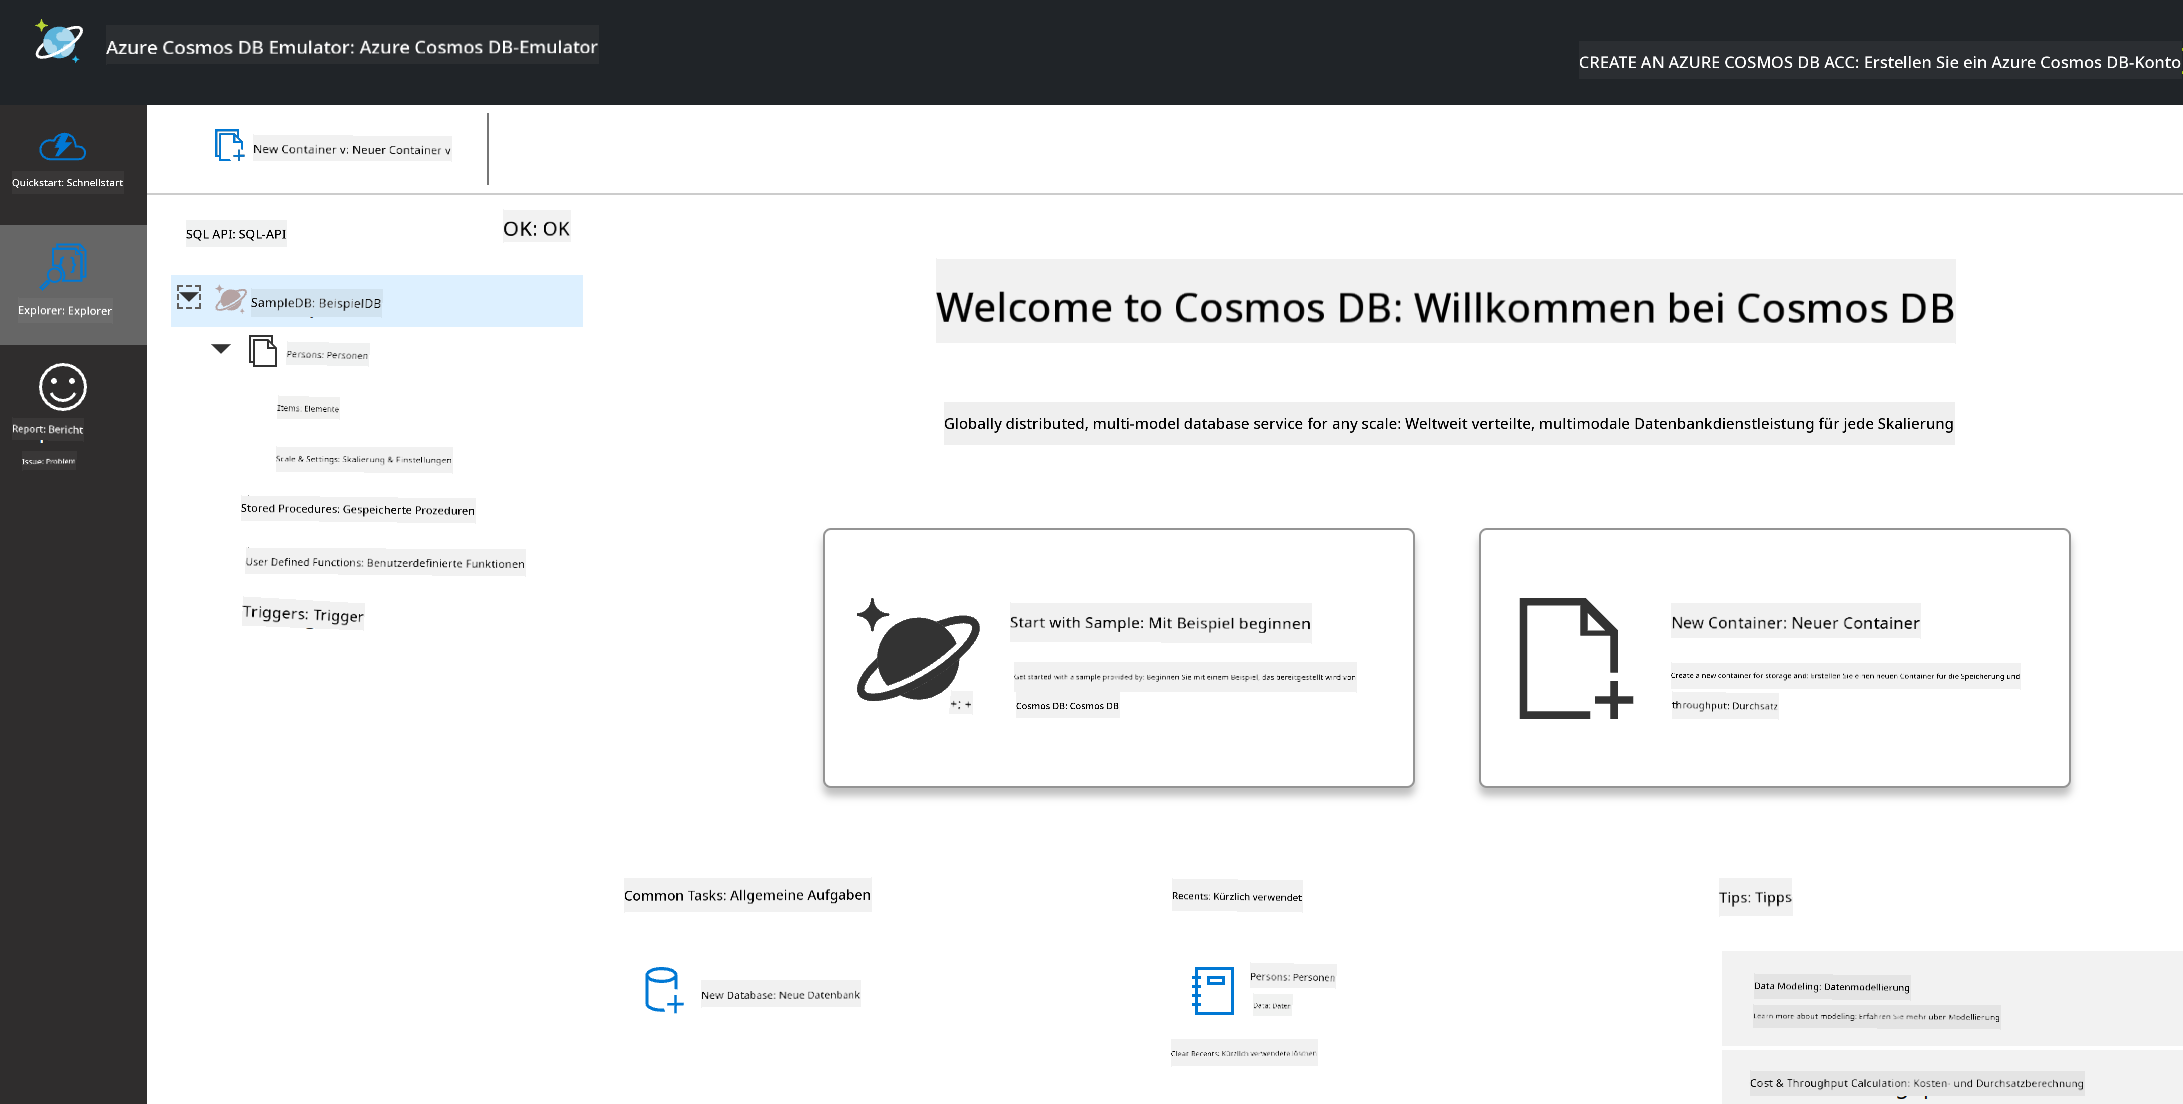 Azure Cosmos DB Emulator: Azure Cosmos DB-Emulator
CREATE AN AZURE COSMOS DB ACC: Erstellen Sie ein Azure Cosmos DB-Konto
New Container v: Neuer Container v
Quickstart: Schnellstart
Explorer: Explorer
Report: Bericht
Issue: Problem
SQL API: SQL-API
OK: OK
SampleDB: BeispielDB
Persons: Personen
Items: Elemente
Scale & Settings: Skalierung & Einstellungen
Stored Procedures: Gespeicherte Prozeduren
User Defined Functions: Benutzerdefinierte Funktionen
Triggers: Trigger
Welcome to Cosmos DB: Willkommen bei Cosmos DB
Globally distributed, multi-model database service for any scale: Weltweit verteilte, multimodale Datenbankdienstleistung für jede Skalierung
Start with Sample: Mit Beispiel beginnen
Get started with a sample provided by: Beginnen Sie mit einem Beispiel, das bereitgestellt wird von
Cosmos DB: Cosmos DB
+: +
New Container: Neuer Container
Create a new container for storage and: Erstellen Sie einen neuen Container für die Speicherung und
throughput: Durchsatz
Common Tasks: Allgemeine Aufgaben
New Database: Neue Datenbank
Recents: Kürzlich verwendet
Persons: Personen
Data: Daten
Clear Recents: Kürzlich verwendete löschen
Tips: Tipps
Data Modeling: Datenmodellierung
Learn more about modeling: Erfahren Sie mehr über Modellierung
Cost & Throughput Calculation: Kosten- und Durchsatzberechnung